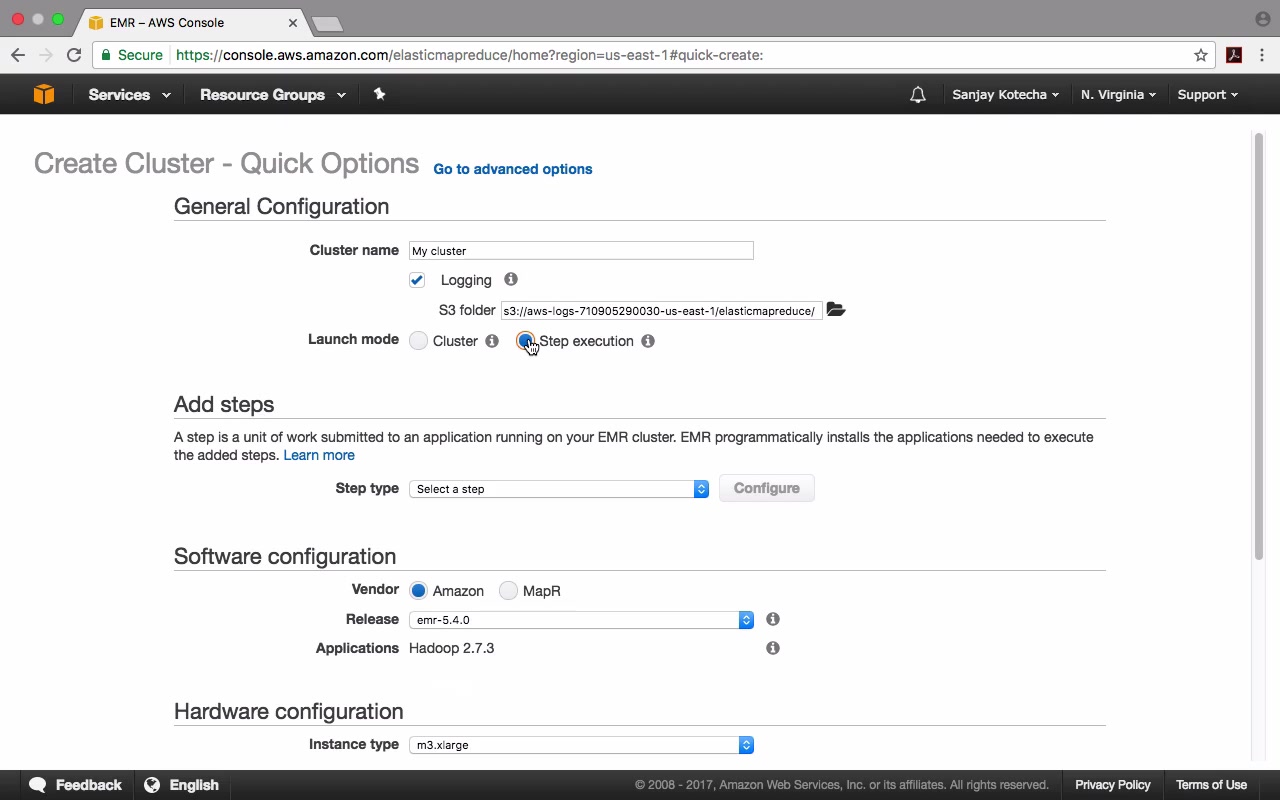 EMR – AWS Console
Secure https://console.aws.amazon.com/elasticmapreduce/home?region=us-east-1#quick-create:
Services Resource Groups Sanjay Kotecha N. Virginia Support
Create Cluster - Quick Options Go to advanced options
General Configuration
Cluster name My cluster
Logging
S3 folder s3://aws-logs-710905290030-us-east-1/elasticmapreduce/
Launch mode Cluster Step execution
Add steps
A step is a unit of work submitted to an application running on your EMR cluster. EMR programmatically installs the applications needed to execute
the added steps. Learn more
Step type Select a step Configure
Software configuration
Vendor Amazon MapR
Release emr-5.4.0
Applications Hadoop 2.7.3
Hardware configuration
Instance type m3.xlarge
Feedback English © 2008 - 2017, Amazon Web Services, Inc. or its affiliates. All rights reserved. Privacy Policy Terms of Use